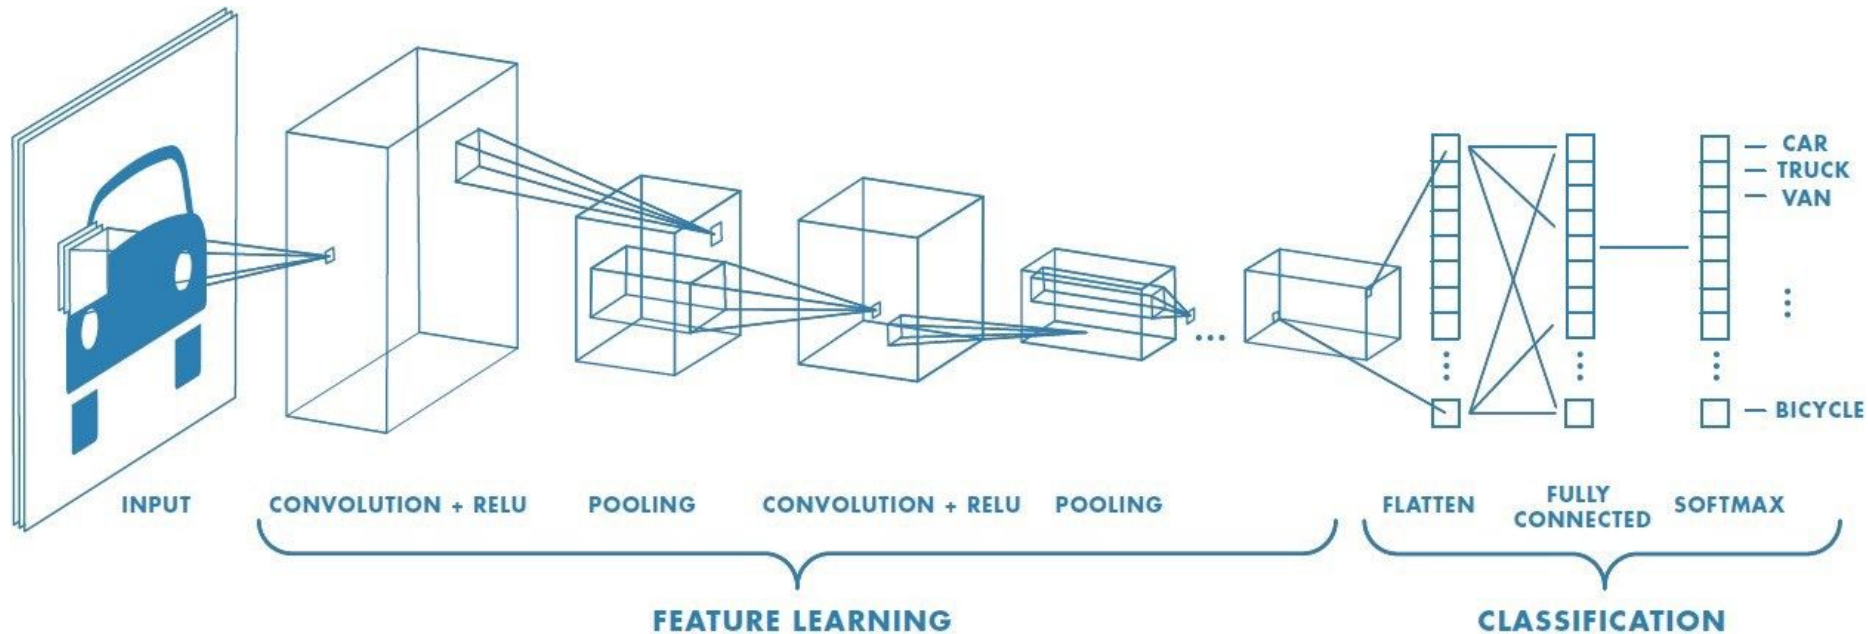 CAR
TRUCK
VAN
BICYCLE
INPUT
CONVOLUTION + RELU
POOLING
CONVOLUTION + RELU
POOLING
FLATTEN
FULLY
CONNECTED
SOFTMAX
FEATURE LEARNING
CLASSIFICATION